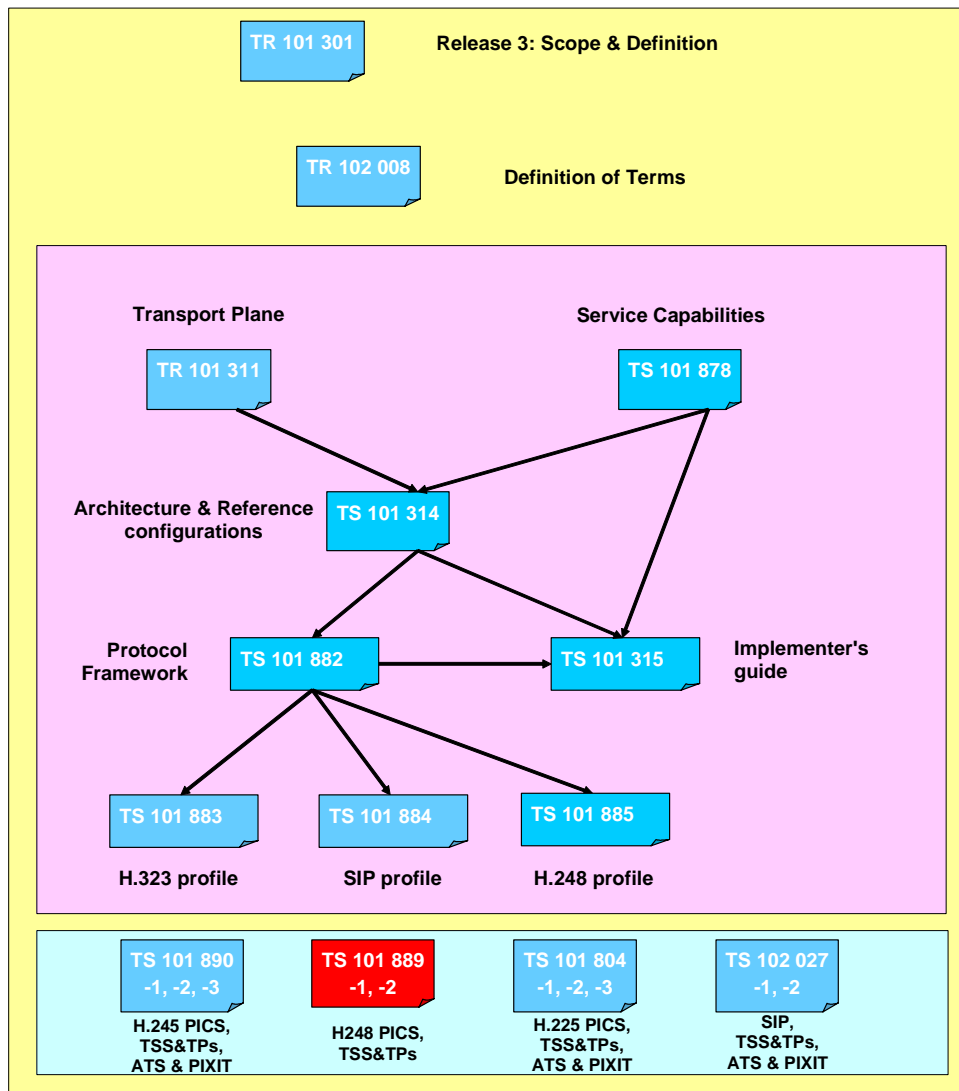 TR 101 301
Release 3: Scope & Definition
TR 102 008
Definition of Terms
Transport Plane
Service Capabilities
TR 101 311
TS 101 878
Architecture & Reference
configurations
TS 101 314
Protocol
Framework
TS 101 882
TS 101 315
Implementer's
guide
TS 101 883
TS 101 884
TS 101 885
H.323 profile
SIP profile
H.248 profile
TS 101 890
-1, -2, -3
TS 101 889
-1, -2
TS 101 804
-1, -2, -3
TS 102 027
-1, -2
H.245 PICS,
TSS&TPs,
ATS & PIXIT
H248 PICS,
TSS&TPs
H.225 PICS,
TSS&TPs,
ATS & PIXIT
SIP,
TSS&TPs,
ATS & PIXIT